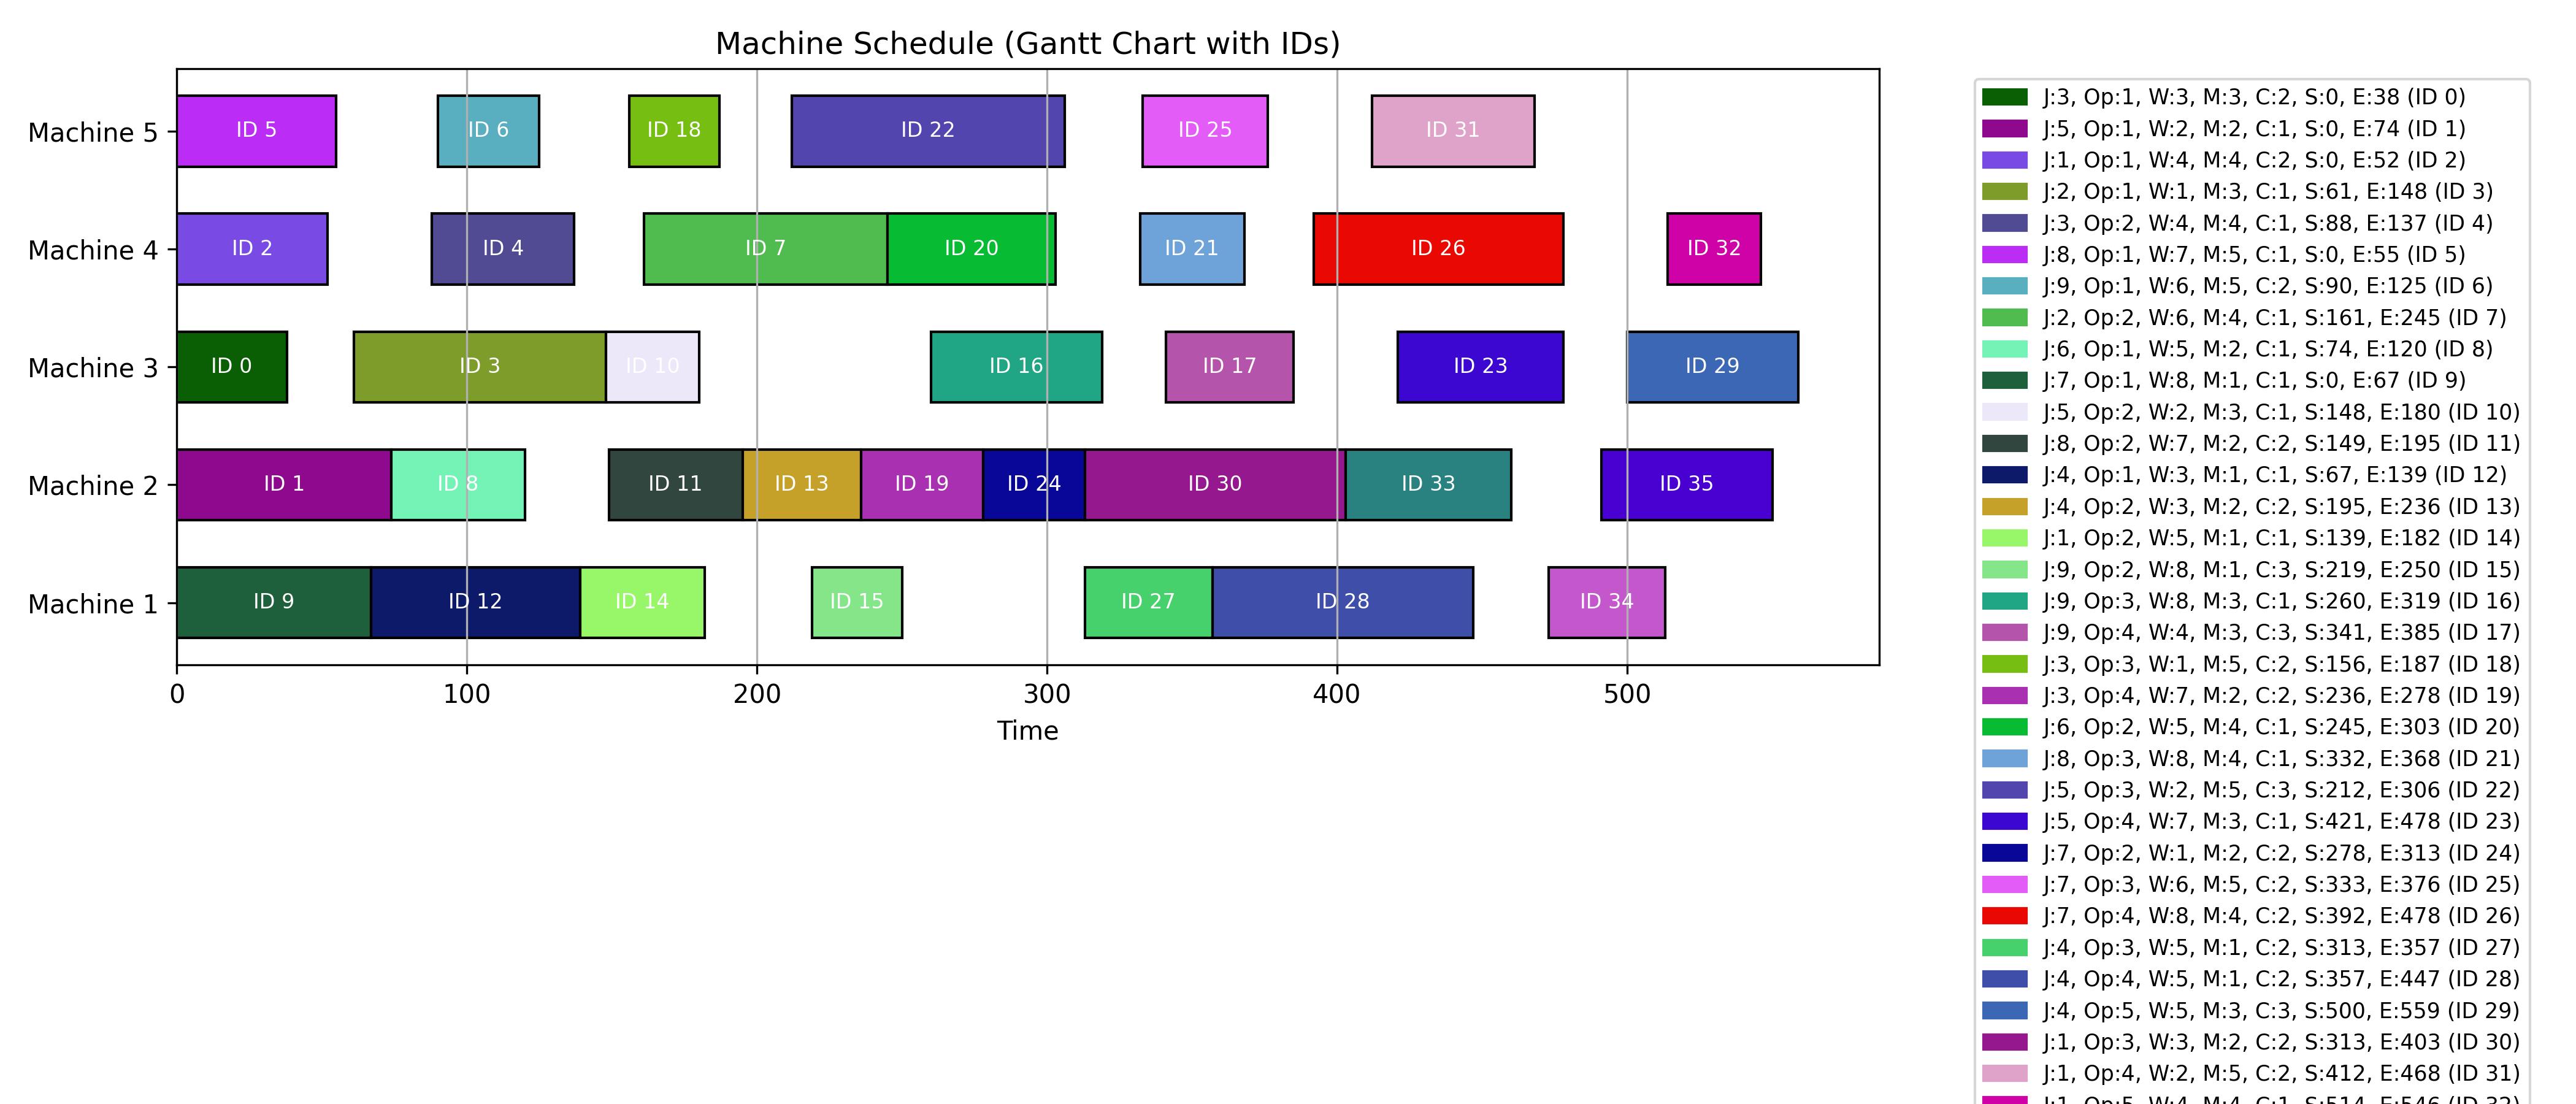 Machine Schedule (Gantt Chart with IDs)
Machine 5
ID 5
ID 6
ID 18
ID 22
ID 25
ID 31
Machine 4
ID 2
ID 4
ID 7
ID 20
ID 21
ID 26
ID 32
Machine 3
ID 0
ID 3
ID 10
ID 16
ID 17
ID 23
ID 29
Machine 2
ID 1
ID 8
ID 11
ID 13
ID 19
ID 24
ID 30
ID 33
ID 35
Machine 1
ID 9
ID 12
ID 14
ID 15
ID 27
ID 28
ID 34
0 100 200 300 400 500
Time
J:3, Op:1, W:3, M:3, C:2, S:0, E:38 (ID 0)
J:5, Op:1, W:2, M:2, C:1, S:0, E:74 (ID 1)
J:1, Op:1, W:4, M:4, C:2, S:0, E:52 (ID 2)
J:2, Op:1, W:1, M:3, C:1, S:61, E:148 (ID 3)
J:3, Op:2, W:4, M:4, C:1, S:88, E:137 (ID 4)
J:8, Op:1, W:7, M:5, C:1, S:0, E:55 (ID 5)
J:9, Op:1, W:6, M:5, C:2, S:90, E:125 (ID 6)
J:2, Op:2, W:6, M:4, C:1, S:161, E:245 (ID 7)
J:6, Op:1, W:5, M:2, C:1, S:74, E:120 (ID 8)
J:7, Op:1, W:8, M:1, C:1, S:0, E:67 (ID 9)
J:5, Op:2, W:2, M:3, C:1, S:148, E:180 (ID 10)
J:8, Op:2, W:7, M:2, C:2, S:149, E:195 (ID 11)
J:4, Op:1, W:3, M:1, C:1, S:67, E:139 (ID 12)
J:4, Op:2, W:3, M:2, C:2, S:195, E:236 (ID 13)
J:1, Op:2, W:5, M:1, C:1, S:139, E:182 (ID 14)
J:9, Op:2, W:8, M:1, C:3, S:219, E:250 (ID 15)
J:9, Op:3, W:8, M:3, C:1, S:260, E:319 (ID 16)
J:9, Op:4, W:4, M:3, C:3, S:341, E:385 (ID 17)
J:3, Op:3, W:1, M:5, C:2, S:156, E:187 (ID 18)
J:3, Op:4, W:7, M:2, C:2, S:236, E:278 (ID 19)
J:6, Op:2, W:5, M:4, C:1, S:245, E:303 (ID 20)
J:8, Op:3, W:8, M:4, C:1, S:332, E:368 (ID 21)
J:5, Op:3, W:2, M:5, C:3, S:212, E:306 (ID 22)
J:5, Op:4, W:7, M:3, C:1, S:421, E:478 (ID 23)
J:7, Op:2, W:1, M:2, C:2, S:278, E:313 (ID 24)
J:7, Op:3, W:6, M:5, C:2, S:333, E:376 (ID 25)
J:7, Op:4, W:8, M:4, C:2, S:392, E:478 (ID 26)
J:4, Op:3, W:5, M:1, C:2, S:313, E:357 (ID 27)
J:4, Op:4, W:5, M:1, C:2, S:357, E:447 (ID 28)
J:4, Op:5, W:5, M:3, C:3, S:500, E:559 (ID 29)
J:1, Op:3, W:3, M:2, C:2, S:313, E:403 (ID 30)
J:1, Op:4, W:2, M:5, C:2, S:412, E:468 (ID 31)
J:1, Op:5, W:4, M:4, C:1, S:514, E:546 (ID 32)